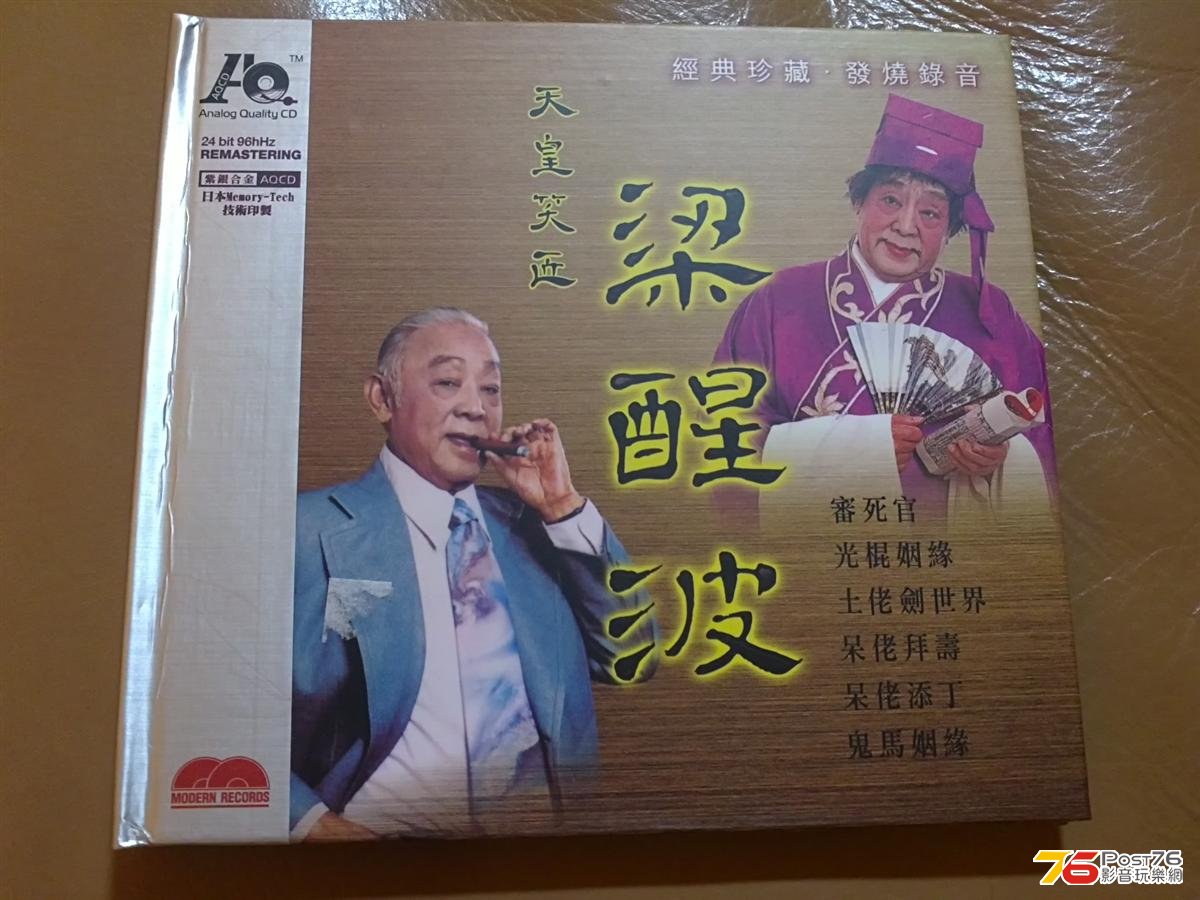 AQ™
AQCD
Analog Quality CD
24 bit 96hHz
REMASTERING
紫銀合金 AQCD
日本Memory-Tech
技術印製
經典珍藏·發燒錄音
天皇笑匠
梁醒波
審死官
光棍姻緣
土佬劍世界
呆佬拜壽
呆佬添丁
鬼馬姻緣
MODERN RECORDS
76 POST76
影音玩樂網